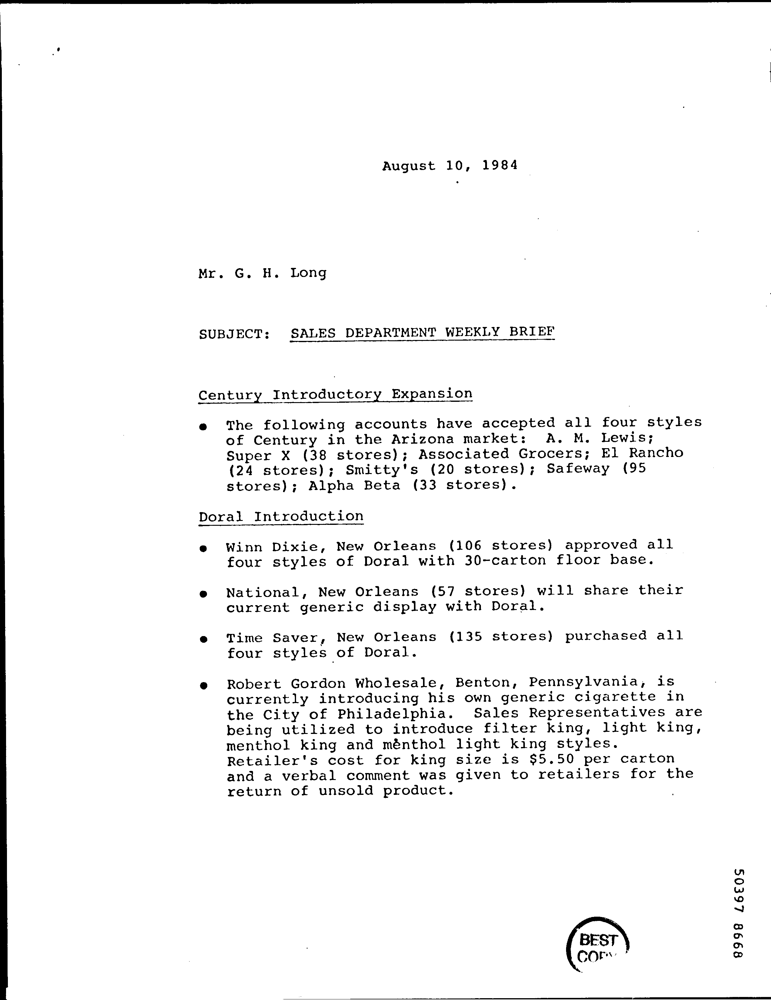 August 10, 1984
Mr. G. H. Long
SUBJECT: SALES DEPARTMENT WEEKLY BRIEF
Century Introductory Expansion
● The following accounts have accepted all four styles
of Century in the Arizona market: A. M. Lewis;
Super X (38 stores); Associated Grocers; El Rancho
(24 stores); Smitty's (20 stores); Safeway (95
stores); Alpha Beta (33 stores).
Doral Introduction
● Winn Dixie, New Orleans (106 stores) approved all
four styles of Doral with 30-carton floor base.
● National, New Orleans (57 stores) will share their
current generic display with Doral.
● Time Saver, New Orleans (135 stores) purchased all
four styles of Doral.
● Robert Gordon Wholesale, Benton, Pennsylvania, is
currently introducing his own generic cigarette in
the City of Philadelphia. Sales Representatives are
being utilized to introduce filter king, light king,
menthol king and menthol light king styles.
Retailer's cost for king size is $5.50 per carton
and a verbal comment was given to retailers for the
return of unsold product.
50397 8968
BEST
COPY